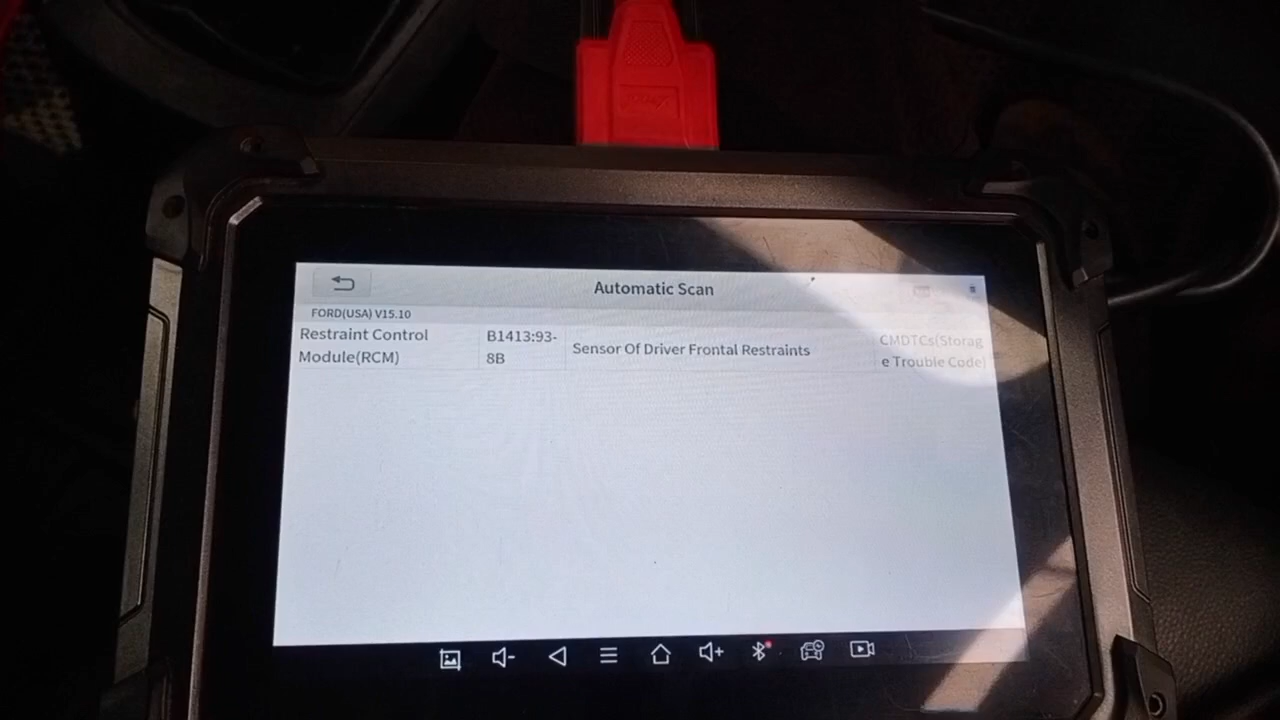 Automatic Scan
FORD(USA) V15.10
Restraint Control
Module(RCM)
B1413:93-
8B
Sensor Of Driver Frontal Restraints
CMDTCs(Storag
e Trouble Code)